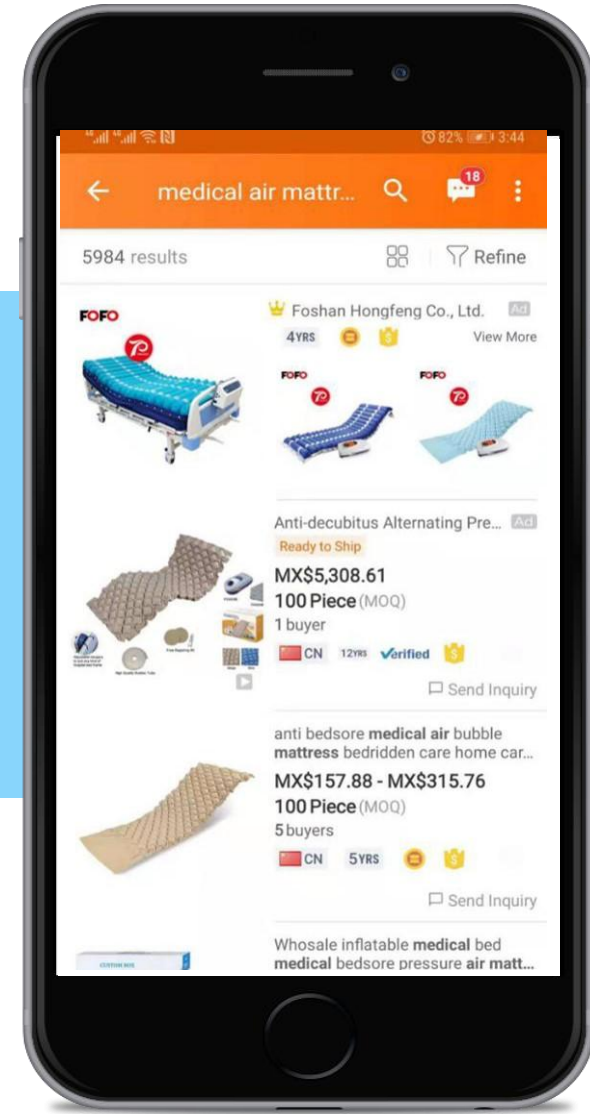 82% 3:44
medical air mattr...
18
5984 results
Refine
FOFO
Foshan Hongfeng Co., Ltd.
Ad
4YRS
View More
FOFO
FOFO
Anti-decubitus Alternating Pre...
Ad
Ready to Ship
MX$5,308.61
100 Piece (MOQ)
1 buyer
CN 12YRS Verified
Send Inquiry
anti bedsore medical air bubble
mattress bedridden care home car...
MX$157.88 - MX$315.76
100 Piece (MOQ)
5 buyers
CN 5YRS
Send Inquiry
Whosale inflatable medical bed
medical bedsore pressure air matt...